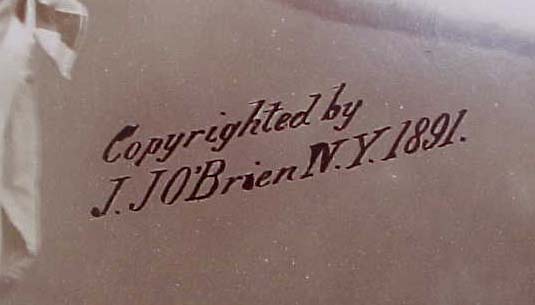 Copyrighted by
J. J O'Brien N.Y. 1891.